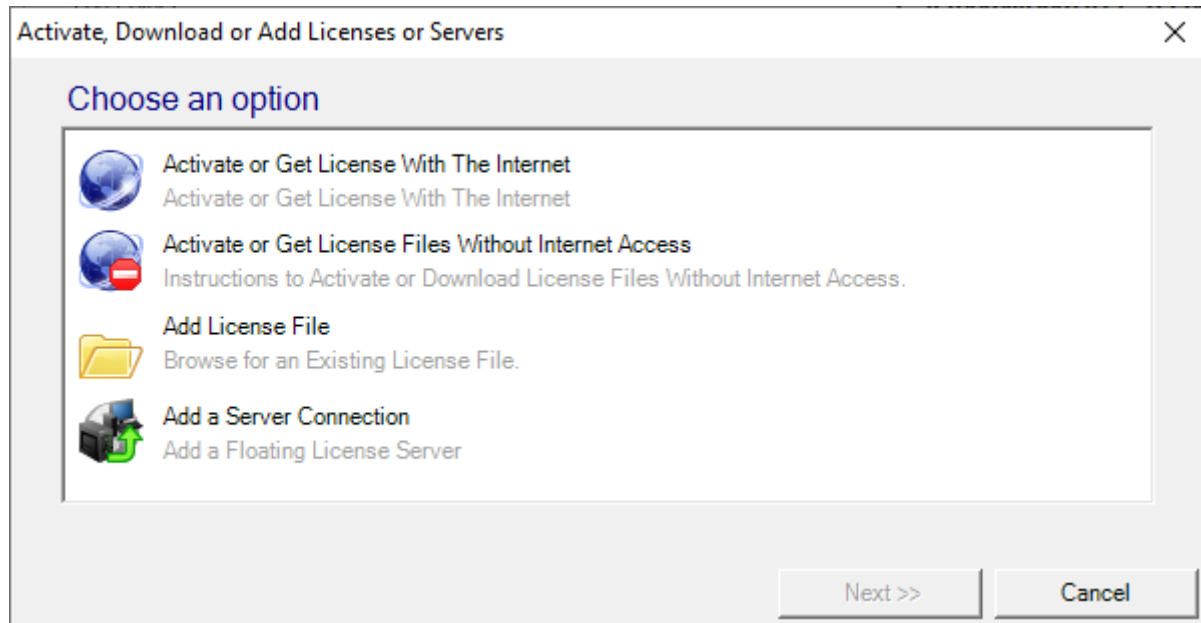 Activate, Download or Add Licenses or Servers
Choose an option
Activate or Get License With The Internet
Activate or Get License With The Internet
Activate or Get License Files Without Internet Access
Instructions to Activate or Download License Files Without Internet Access.
Add License File
Browse for an Existing License File.
Add a Server Connection
Add a Floating License Server
Next >>
Cancel